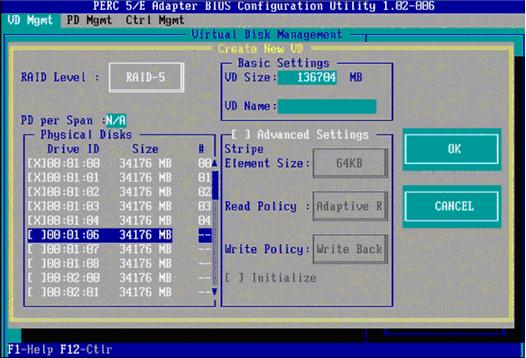 PERC 5/E Adapter BIOS Configuration Utility 1.02-006
VD Mgmt PD Mgmt Ctrl Mgmt
Virtual Disk Management
Create New VD
RAID Level : RAID-5
PD per Span :N/A
Physical Disks
Drive ID Size #
[X]00:01:00 34176 MB 00
[X]00:01:01 34176 MB 01
[X]00:01:02 34176 MB 02
[X]00:01:03 34176 MB 03
[X]00:01:04 34176 MB 04
[ ]00:01:06 34176 MB --
[ ]00:01:07 34176 MB --
[ ]00:01:08 34176 MB --
[ ]00:02:00 34176 MB --
[ ]00:02:01 34176 MB --
Basic Settings
VD Size: 136704 MB
VD Name:
[ ] Advanced Settings
Stripe
Element Size: 64KB
Read Policy : Adaptive R
Write Policy: Write Back
[ ] Initialize
OK
CANCEL
F1-Help F12-Ctlr